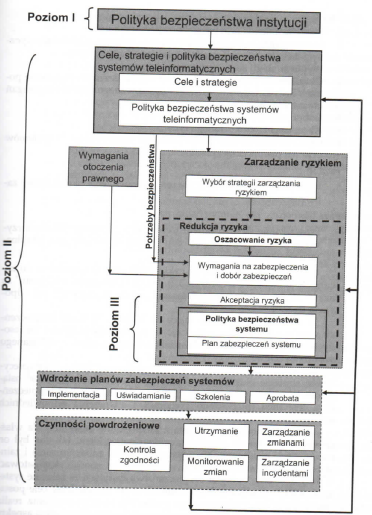 Poziom I
Polityka bezpieczeństwa instytucji
Cele, strategie i polityka bezpieczeństwa
systemów teleinformatycznych
Cele i strategie
Polityka bezpieczeństwa systemów
teleinformatycznych
Wymagania
otoczenia
prawnego
Potrzeby bezpieczeństwa
Zarządzanie ryzykiem
Wybór strategii zarządzania
ryzykiem
Redukcja ryzyka
Oszacowanie ryzyka
Wymagania na zabezpieczenia
i dobór zabezpieczeń
Akceptacja ryzyka
Polityka bezpieczeństwa
systemu
Plan zabezpieczeń systemu
Poziom II
Poziom III
Wdrożenie planów zabezpieczeń systemów
Implementacja
Uświadamianie
Szkolenia
Aprobata
Czynności powdrożeniowe
Kontrola
zgodności
Utrzymanie
Zarządzanie
zmianami
Monitorowanie
zmian
Zarządzanie
incydentami